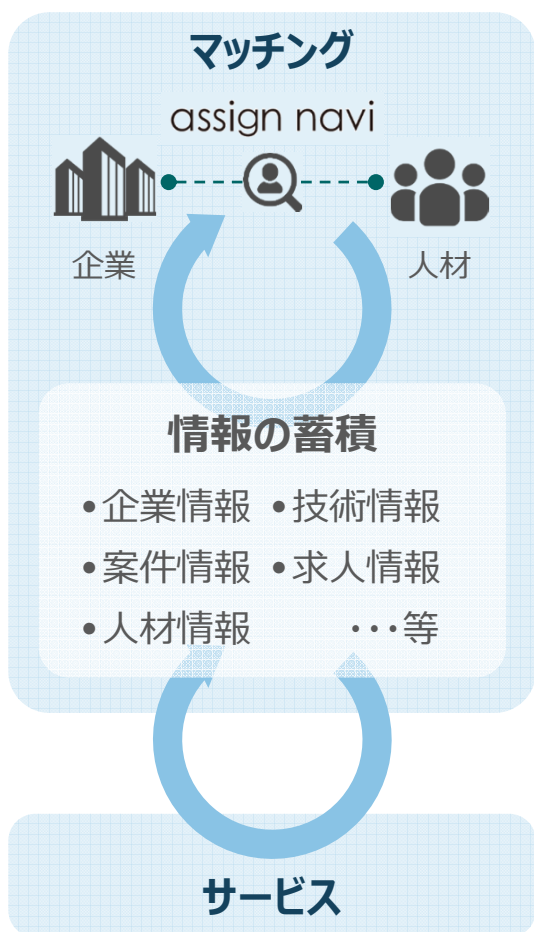 マッチング
assign navi
企業 人材
情報の蓄積
•企業情報 •技術情報
•案件情報 •求人情報
•人材情報 ･･･等
サービス